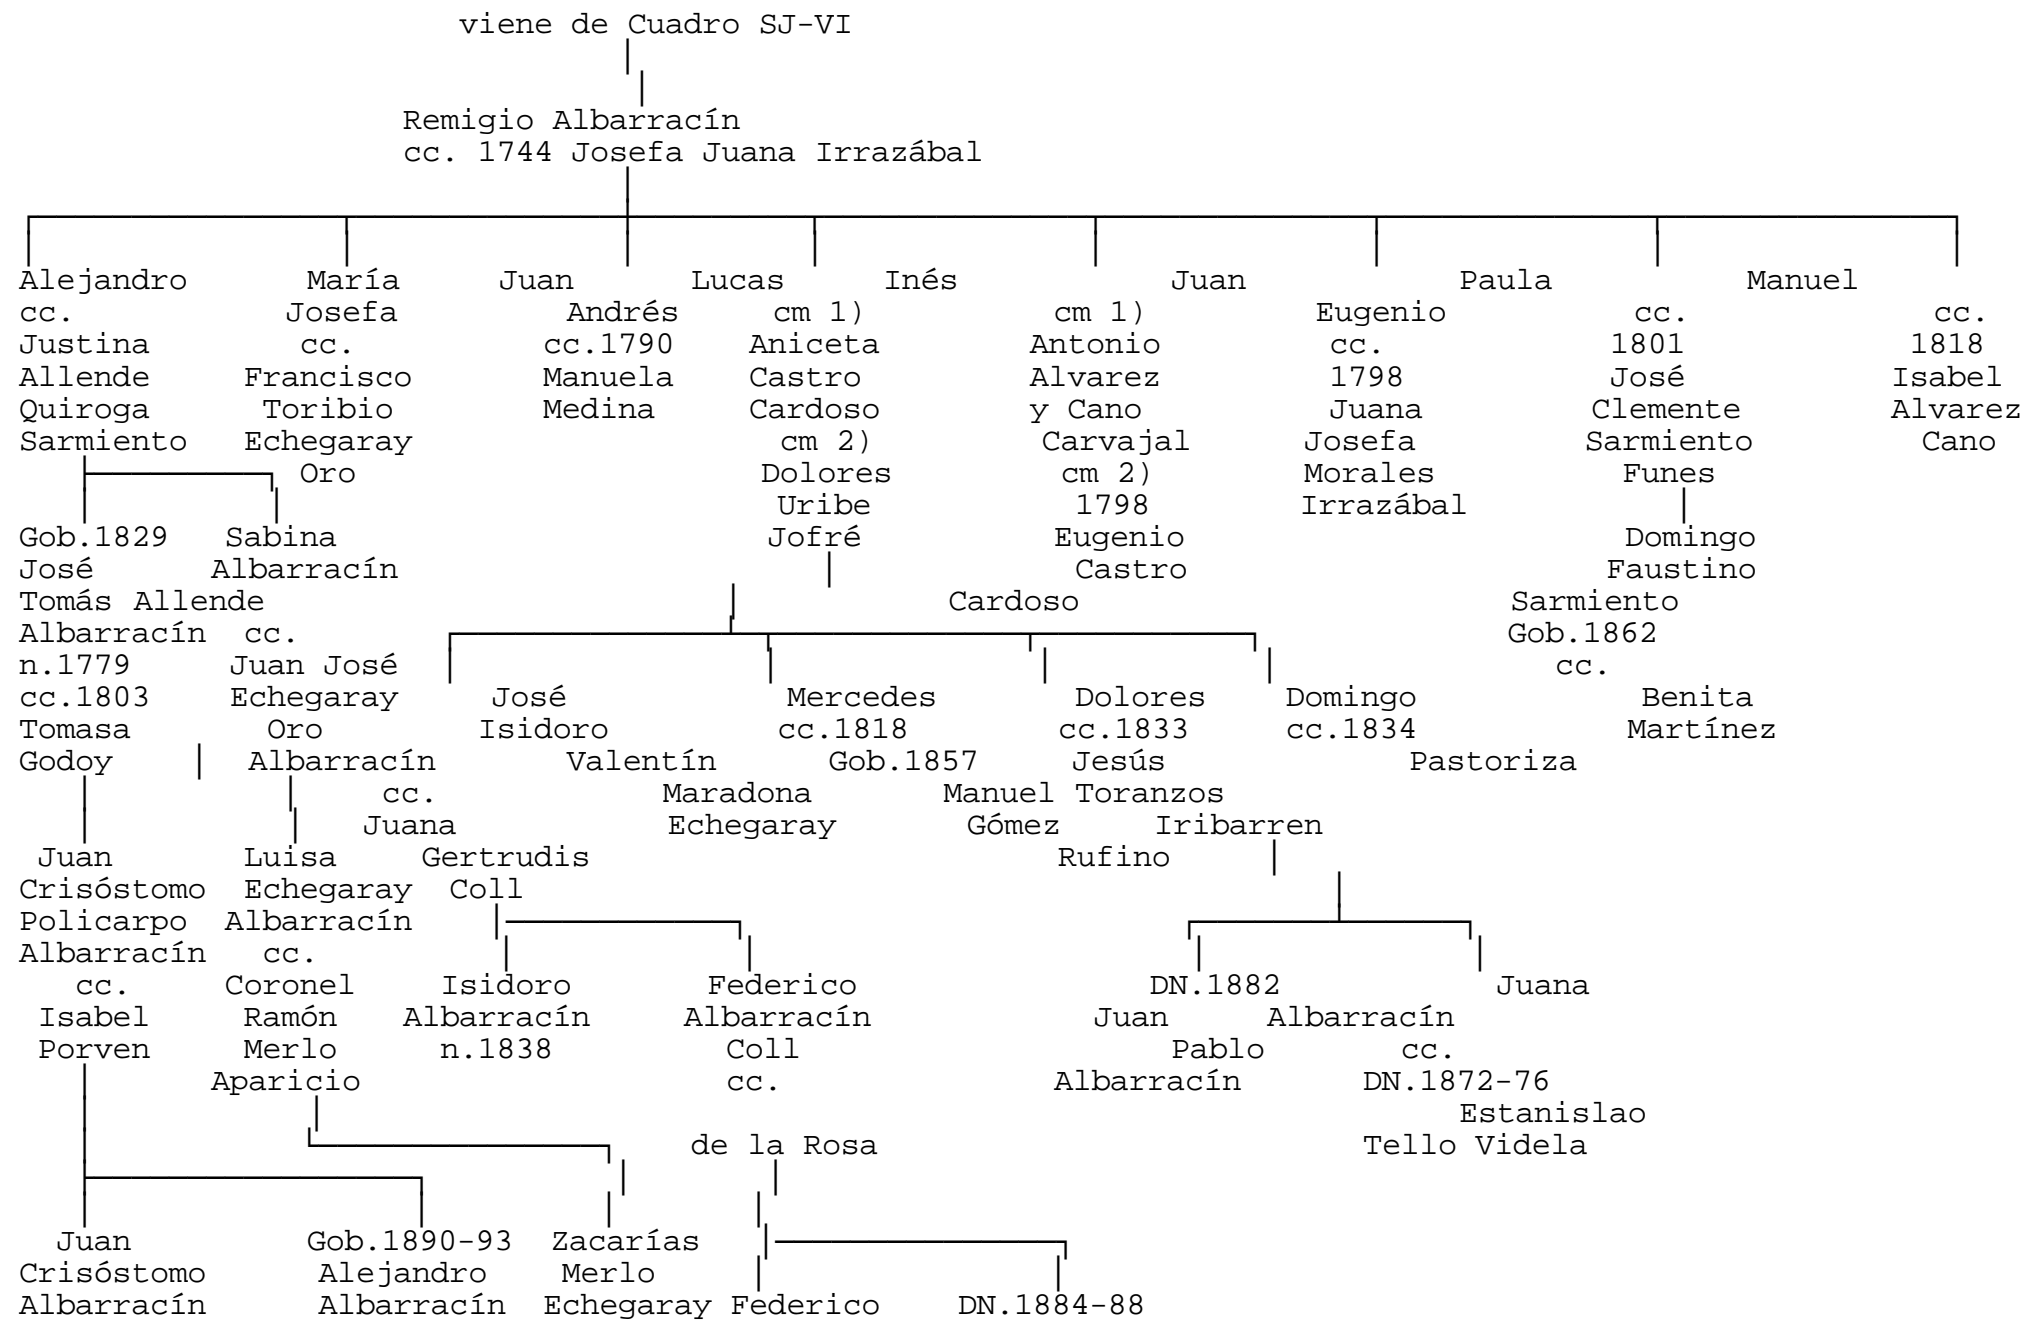 viene de Cuadro SJ-VI
Remigio Albarracín
cc. 1744 Josefa Juana Irrazábal
Alejandro María Juan Lucas Inés Juan Paula Manuel
cc. Josefa Andrés cm 1) cm 1) Eugenio cc. cc.
Justina cc. cc.1790 Aniceta Antonio cc. 1801 1818
Allende Francisco Manuela Castro Alvarez 1798 José Isabel
Quiroga Toribio Medina Cardoso y Cano Juana Clemente Alvarez
Sarmiento Echegaray cm 2) Carvajal Josefa Sarmiento Cano
Oro Dolores cm 2) Morales Funes
Uribe 1798 Irrazábal
Gob.1829 Sabina Jofré Eugenio Domingo
José Albarracín Castro Faustino
Tomás Allende Cardoso Sarmiento
Albarracín cc. Gob.1862
n.1779 Juan José cc.
cc.1803 Echegaray José Mercedes Dolores Domingo Benita
Tomasa Oro Isidoro cc.1818 cc.1833 cc.1834 Martínez
Godoy Albarracín Valentín Gob.1857 Jesús Pastoriza
cc. Maradona Manuel Toranzos
Juana Echegaray Gómez Iribarren
Juan Luisa Gertrudis Rufino
Crisóstomo Echegaray Coll
Policarpo Albarracín
Albarracín cc.
cc. Coronel Isidoro Federico DN.1882 Juana
Isabel Ramón Albarracín Albarracín Juan Albarracín
Porven Merlo n.1838 Coll Pablo cc.
Aparicio cc. Albarracín DN.1872-76
Estanislao
de la Rosa Tello Videla
Juan Gob.1890-93 Zacarías
Crisóstomo Alejandro Merlo
Albarracín Albarracín Echegaray Federico DN.1884-88